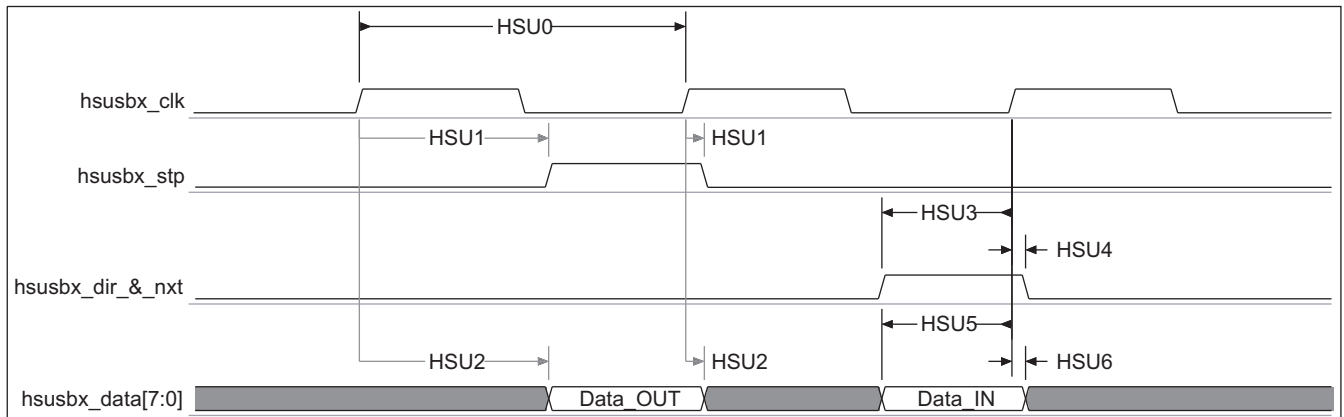 HSU0
hsusbx_clk
HSU1 HSU1
hsusbx_stp
HSU3
HSU4
hsusbx_dir_&_nxt
HSU5
HSU2 HSU2 HSU6
hsusbx_data[7:0] Data_OUT Data_IN